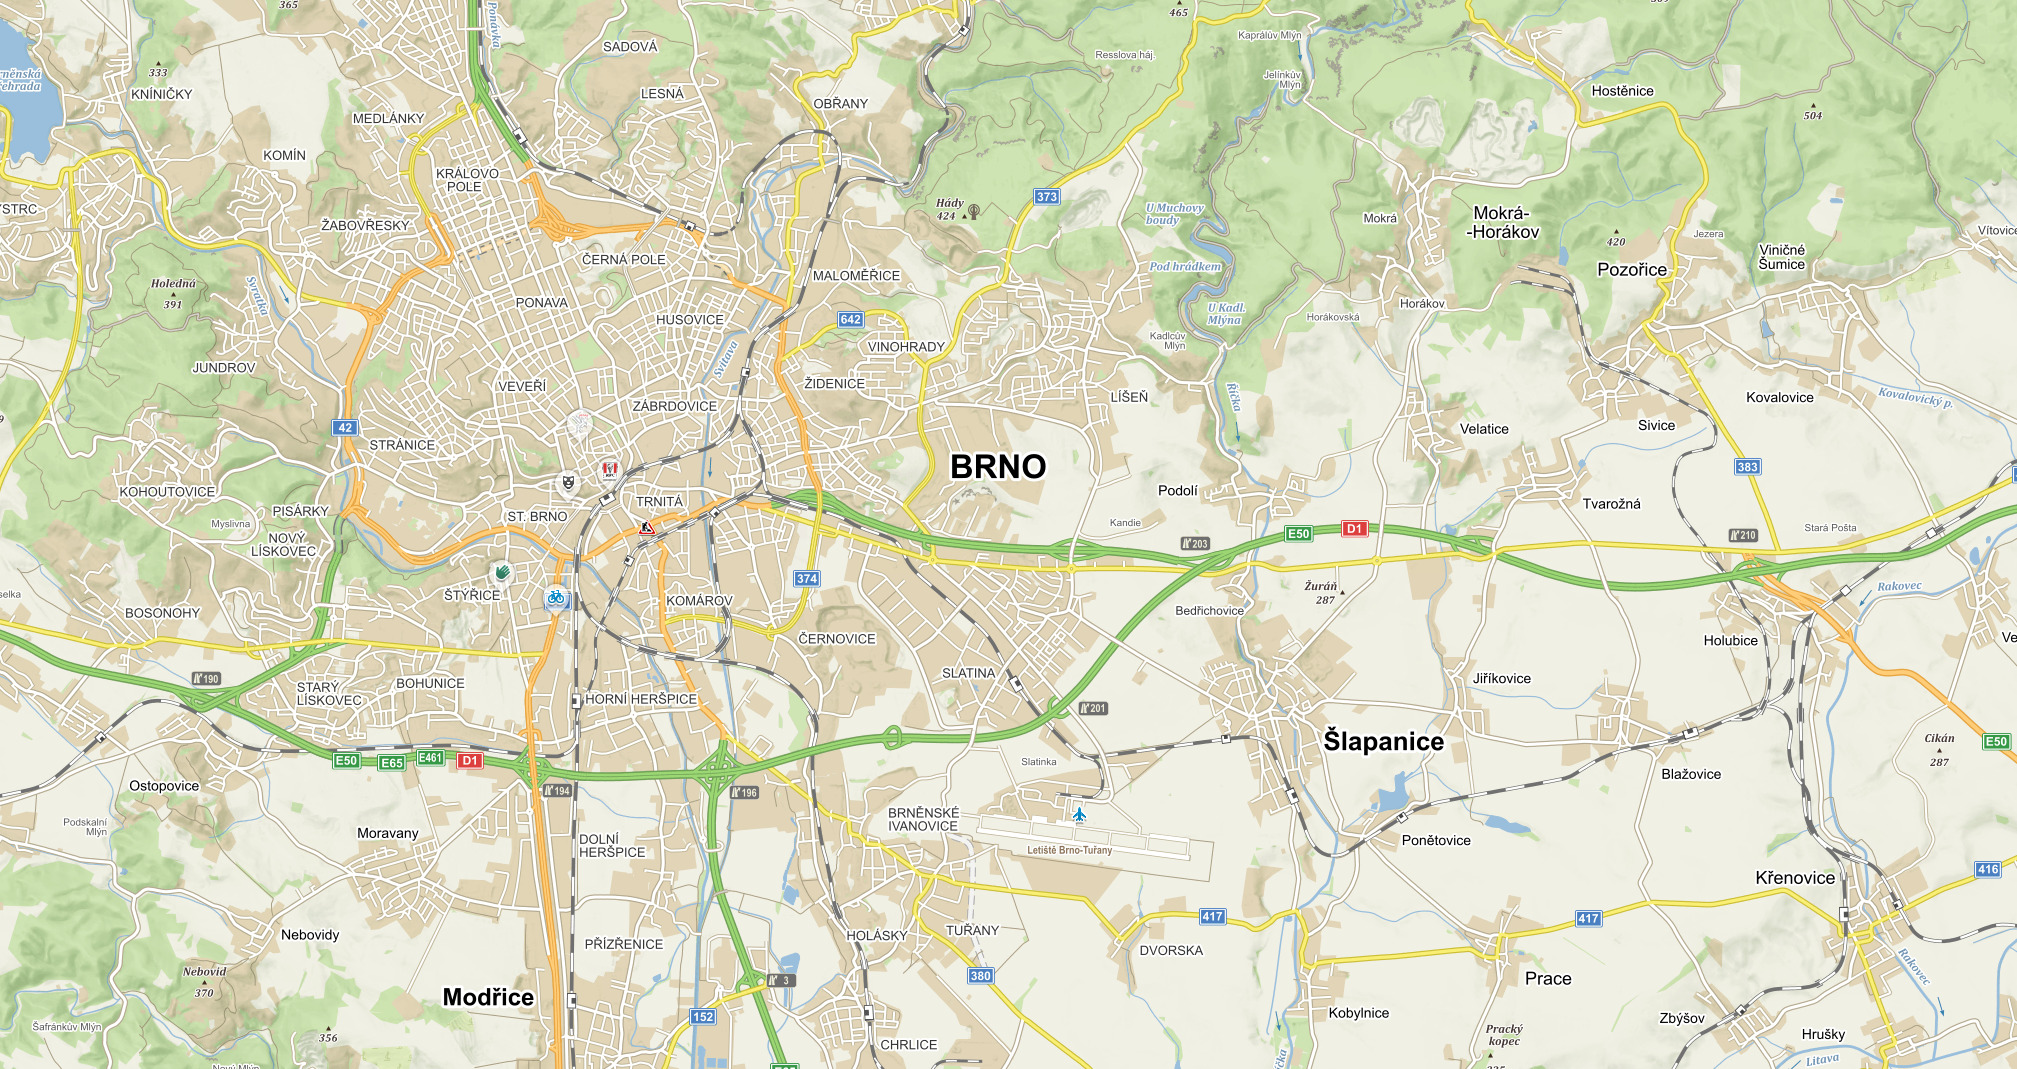 365
Ponávka
SADOVÁ
465
Kaprálův Mlýn
Resslova háj.
333
KNÍNIČKY
LESNÁ
OBŘANY
Jelínkův
Mlýn
Hostěnice
504
MEDLÁNKY
KOMÍN
KRÁLOVO
POLE
ŽABOVŘESKY
Hády
424
373
U Muchovy
boudy
Mokrá
Mokrá-
-Horákov
420
Jezera
Vítovice
Viničné
Šumice
Pozořice
ČERNÁ POLE
MALOMĚŘICE
Pod hrádkem
Holedná
391
Svratka
PONAVA
HUSOVICE
642
U Kadl.
Mlýna
Horákov
Horákovská
Kadlcův
Mlýn
VINOHRADY
Svitava
JUNDROV
VEVEŘÍ
ŽIDENICE
ZÁBRDOVICE
LÍŠEŇ
Říčka
Kovalovice
Kovalovický p.
42
STRÁNICE
Velatice
Sivice
BRNO
383
KOHOUTOVICE
Myslivna
PISÁRKY
TRNITÁ
ST. BRNO
Podolí
Tvarožná
Kandie
NOVÝ
LÍSKOVEC
203
E50
D1
210
Stará Pošta
374
ŠTÝŘICE
KOMÁROV
Žuráň
287
Rakovec
BOSONOHY
Bedřichovice
ČERNOVICE
Holubice
190
STARÝ
LÍSKOVEC
BOHUNICE
HORNÍ HERŠPICE
SLATINA
Jiříkovice
201
Šlapanice
Cikán
287
E50
E50
E65
E461
D1
Slatinka
Blažovice
Ostopovice
194
196
Podskalní
Mlýn
Moravany
DOLNÍ
HERŠPICE
BRNĚNSKÉ
IVANOVICE
Letiště Brno-Tuřany
Ponětovice
Křenovice
416
417
417
Nebovidy
PŘÍZŘENICE
HOLÁSKY
TUŘANY
DVORSKA
Nebovid
370
380
3
Prace
Modřice
Rakovec
152
Kobylnice
Zbýšov
Šafránkův Mlýn
356
Pracký
kopec
Hrušky
CHRLICE
Litava